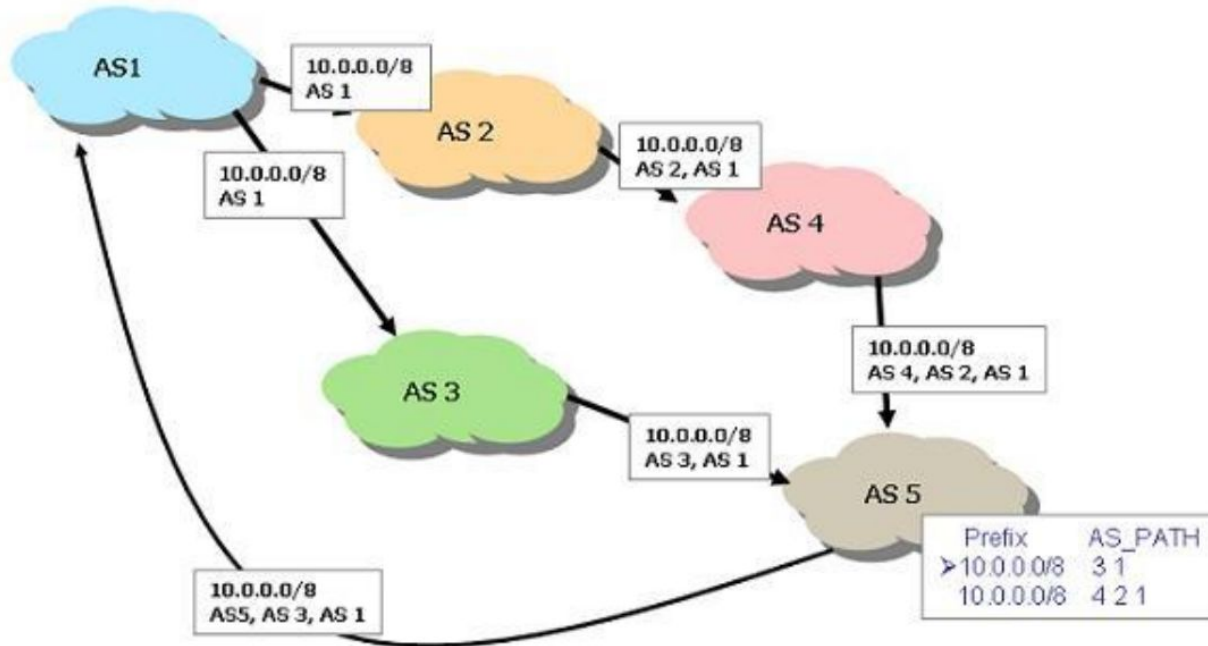 AS1
10.0.0.0/8
AS 1
AS 2
10.0.0.0/8
AS 2, AS 1
10.0.0.0/8
AS 1
AS 4
10.0.0.0/8
AS 4, AS 2, AS 1
AS 3
10.0.0.0/8
AS 3, AS 1
AS 5
Prefix AS_PATH
➢10.0.0.0/8 3 1
10.0.0.0/8 4 2 1
10.0.0.0/8
AS5, AS 3, AS 1